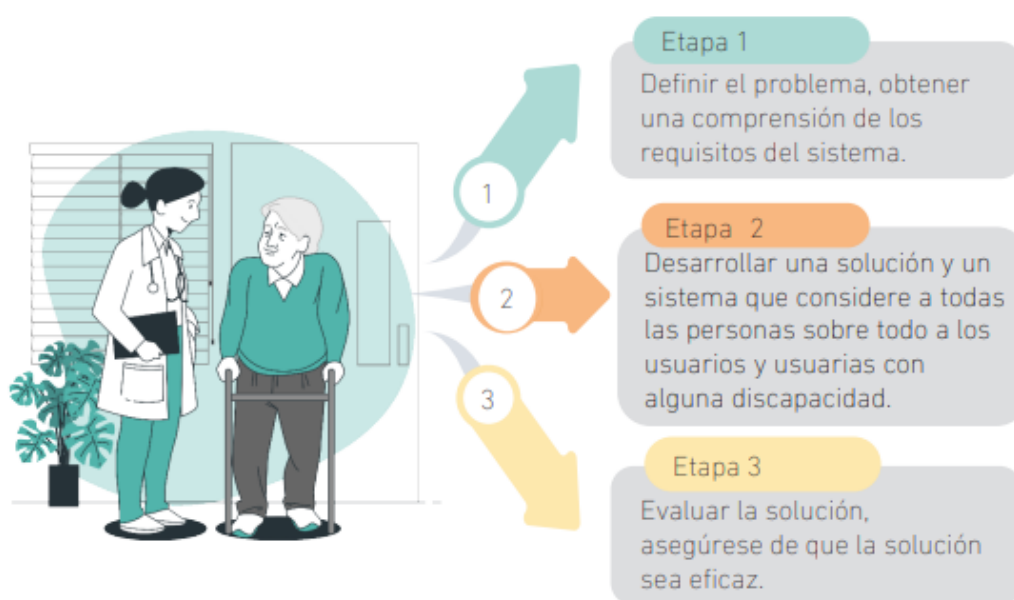 Etapa 1
Definir el problema, obtener
una comprensión de los
requisitos del sistema.
1
Etapa 2
Desarrollar una solución y un
sistema que considere a todas
las personas sobre todo a los
usuarios y usuarias con
alguna discapacidad.
2
Etapa 3
Evaluar la solución,
asegúrese de que la solución
sea eficaz.
3